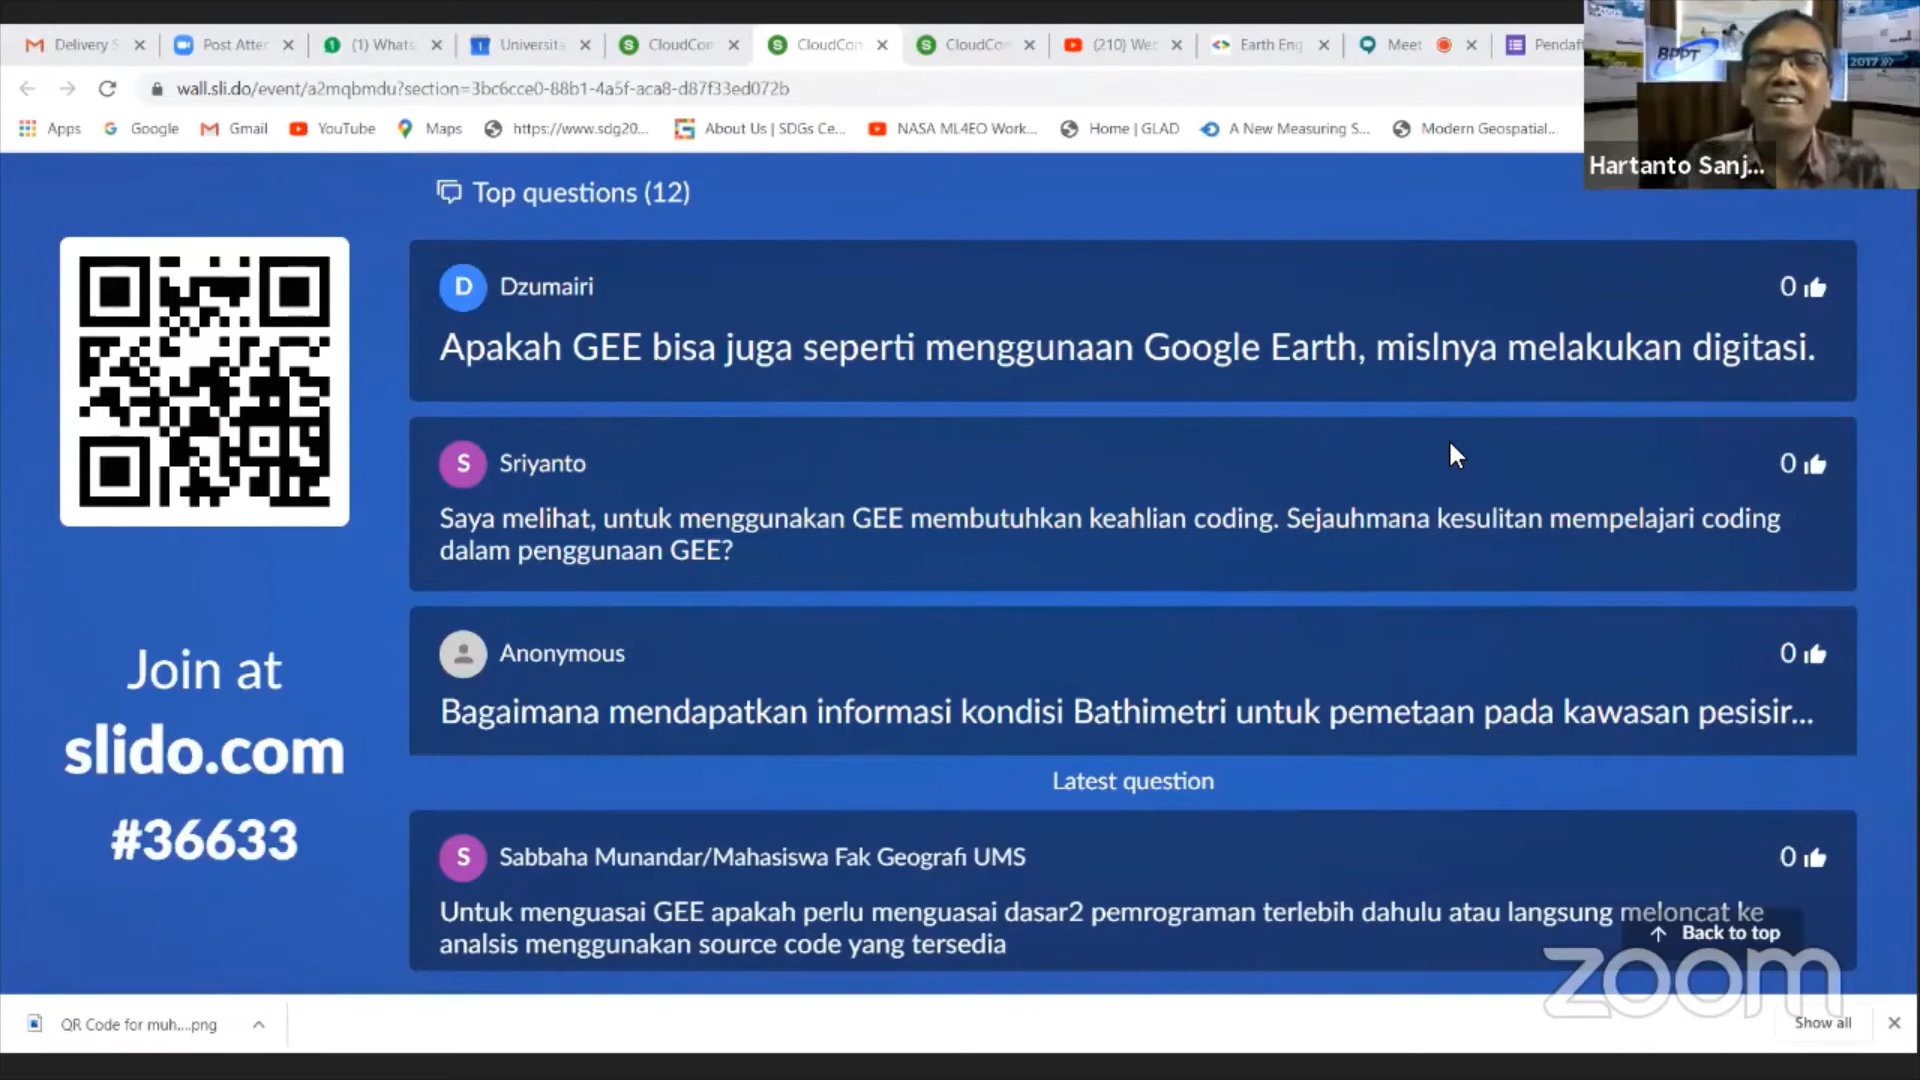 Delivery S
Post Atter
(1) Whats
Universita
CloudCon
CloudCon
CloudCon
(210) Web
Earth Eng
Meet
Pendaft
wall.sli.do/event/a2mqbmdu?section=3bc6cce0-88b1-4a5f-aca8-d87f33ed072b
Apps
Google
Gmail
YouTube
Maps
https://www.sdg20...
About Us | SDGs Ce...
NASA ML4EO Work...
Home | GLAD
A New Measuring S...
Modern Geospatial...
BPPT
2017
Hartanto Sanj...
Top questions (12)
D
Dzumairi
0
Apakah GEE bisa juga seperti menggunaan Google Earth, mislnya melakukan digitasi.
S
Sriyanto
0
Saya melihat, untuk menggunakan GEE membutuhkan keahlian coding. Sejauhmana kesulitan mempelajari coding
dalam penggunaan GEE?
Anonymous
0
Bagaimana mendapatkan informasi kondisi Bathimetri untuk pemetaan pada kawasan pesisir...
Join at
slido.com
#36633
Latest question
S
Sabbaha Munandar/Mahasiswa Fak Geografi UMS
0
Untuk menguasai GEE apakah perlu menguasai dasar2 pemrograman terlebih dahulu atau langsung meloncat ke
analsis menggunakan source code yang tersedia
Back to top
zoom
QR Code for muh....png
Show all